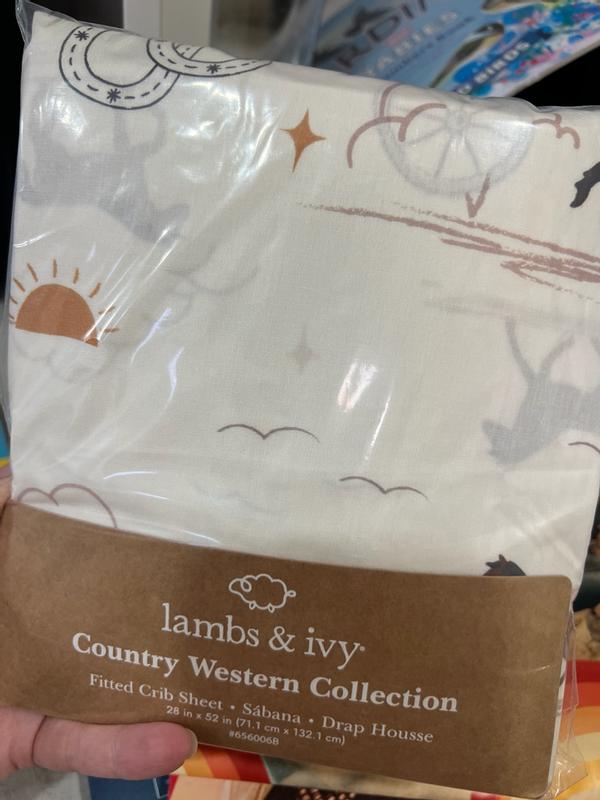 BIRDS
lambs & ivy®
Country Western Collection
Fitted Crib Sheet • Sábana • Drap Housse
28 in x 52 in (71.1 cm x 132.1 cm)
#656006B